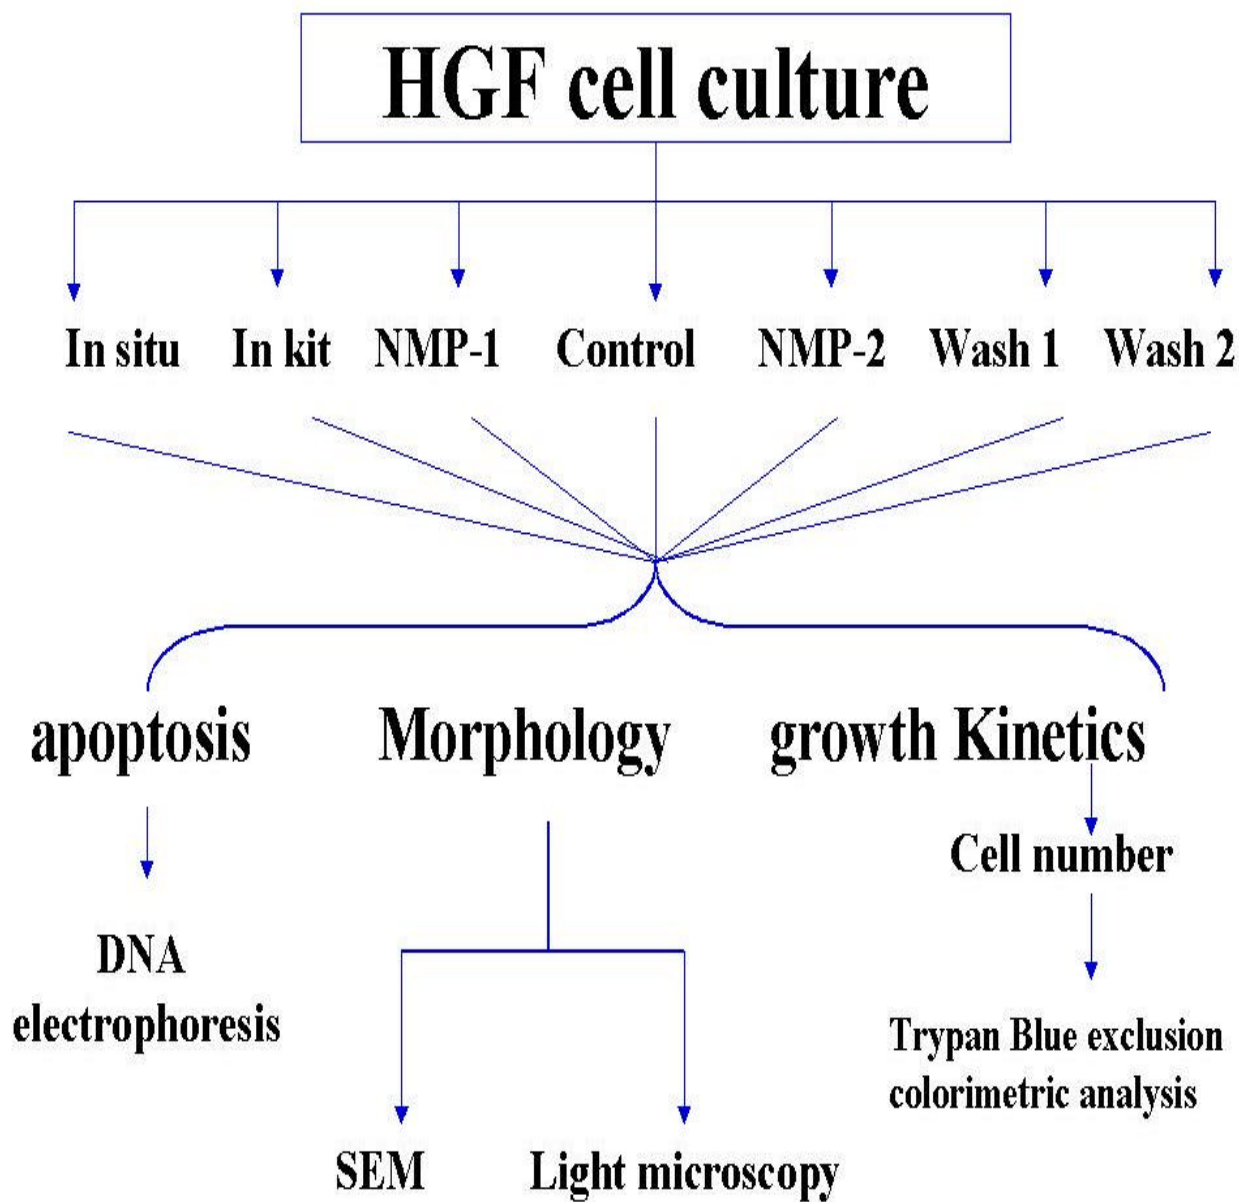 HGF cell culture
In situ In kit NMP-1 Control NMP-2 Wash 1 Wash 2
apoptosis Morphology growth Kinetics
Cell number
DNA
electrophoresis
Trypan Blue exclusion
colorimetric analysis
SEM Light microscopy